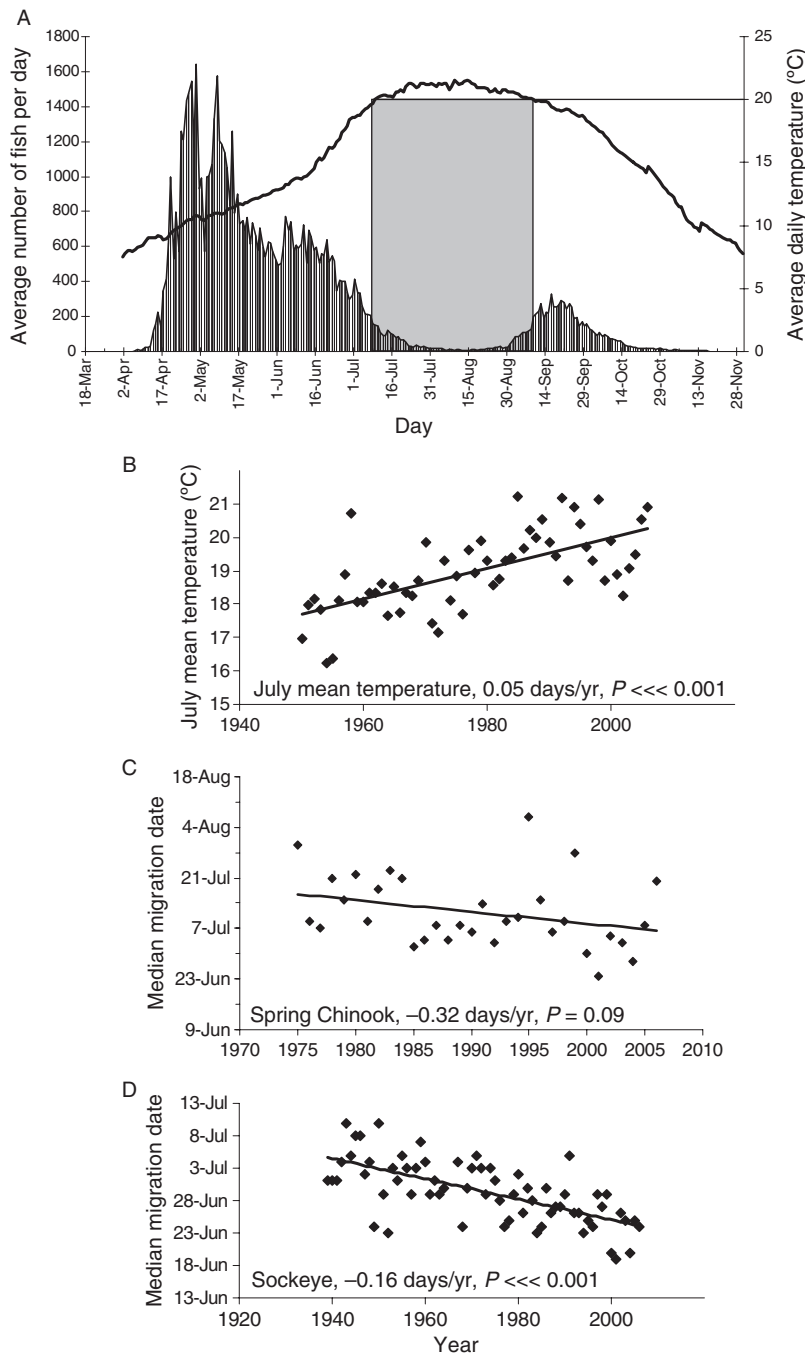 A
Average number of fish per day
1800
1600
1400
1200
1000
800
600
400
200
0
25
20
15
10
5
0
Average daily temperature (ºC)
18-Mar
2-Apr
17-Apr
2-May
17-May
1-Jun
16-Jun
1-Jul
16-Jul
31-Jul
15-Aug
30-Aug
14-Sep
29-Sep
14-Oct
29-Oct
13-Nov
28-Nov
Day
B
July mean temperature (ºC)
21
20
19
18
17
16
15
July mean temperature, 0.05 days/yr, P <<< 0.001
1940 1960 1980 2000
C
Median migration date
18-Aug
4-Aug
21-Jul
7-Jul
23-Jun
9-Jun
Spring Chinook, –0.32 days/yr, P = 0.09
1970 1975 1980 1985 1990 1995 2000 2005 2010
D
Median migration date
13-Jul
8-Jul
3-Jul
28-Jun
23-Jun
18-Jun
13-Jun
Sockeye, –0.16 days/yr, P <<< 0.001
1920 1940 1960 1980 2000
Year